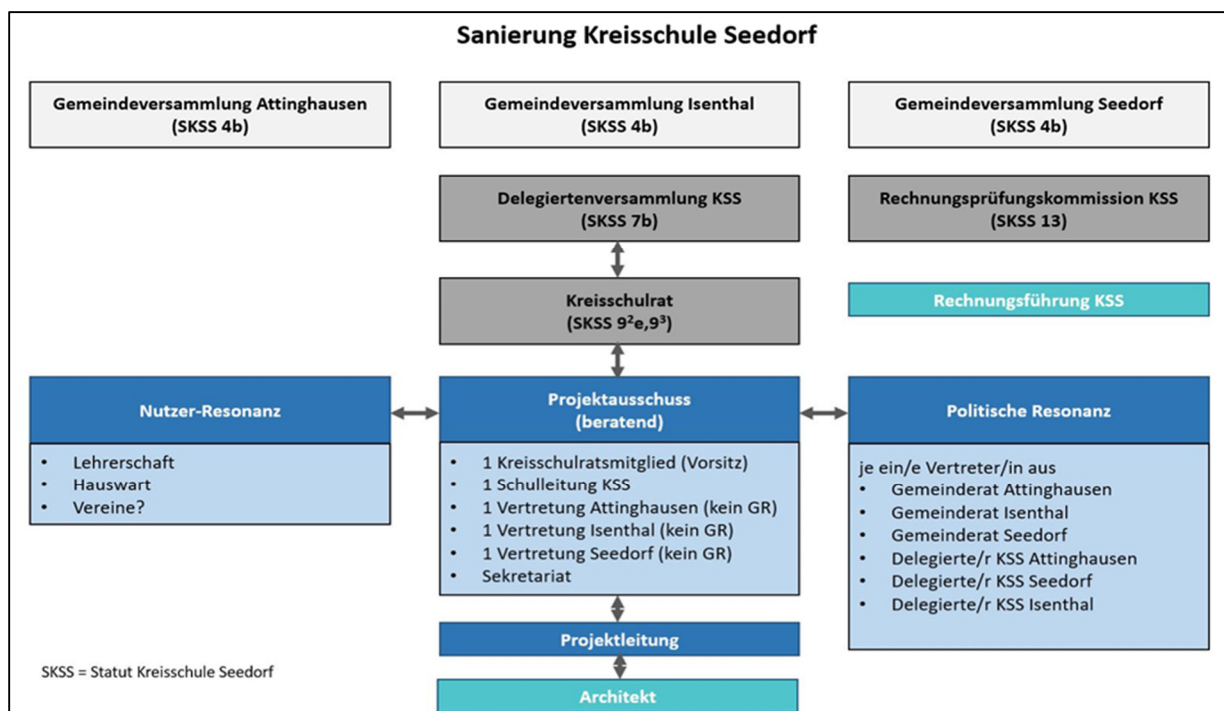 Sanierung Kreisschule Seedorf
Gemeindeversammlung Attinghausen
(SKSS 4b)
Gemeindeversammlung Isenthal
(SKSS 4b)
Gemeindeversammlung Seedorf
(SKSS 4b)
Delegiertenversammlung KSS
(SKSS 7b)
Rechnungsprüfungskommission KSS
(SKSS 13)
Kreisschulrat
(SKSS 9²e,9³)
Rechnungsführung KSS
Nutzer-Resonanz
• Lehrerschaft
• Hauswart
• Vereine?
Projektausschuss
(beratend)
• 1 Kreisschulratsmitglied (Vorsitz)
• 1 Schulleitung KSS
• 1 Vertretung Attinghausen (kein GR)
• 1 Vertretung Isenthal (kein GR)
• 1 Vertretung Seedorf (kein GR)
• Sekretariat
Politische Resonanz
je ein/e Vertreter/in aus
• Gemeinderat Attinghausen
• Gemeinderat Isenthal
• Gemeinderat Seedorf
• Delegierte/r KSS Attinghausen
• Delegierte/r KSS Seedorf
• Delegierte/r KSS Isenthal
Projektleitung
Architekt
SKSS = Statut Kreisschule Seedorf